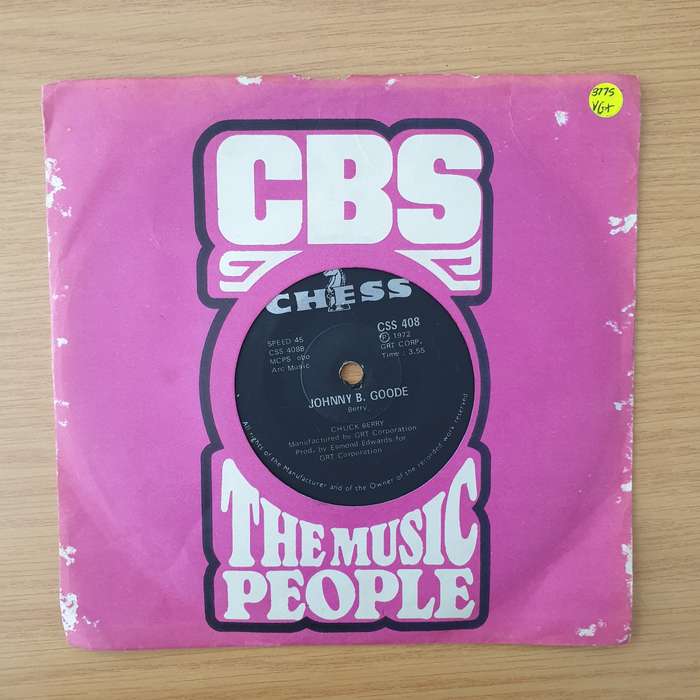 3775
VG+
CBS
CHESS
SPEED 45
CSS 408B
MCPS obo
Arc Music
CSS 408
Ⓟ 1972
GRT CORP.
Time : 3.55
JOHNNY B. GOODE
Berry
CHUCK BERRY
Manufactured by GRT Corporation
Prod. by Esmond Edwards for
GRT Corporation
All rights of the Manufacturer and of the Owner of the recorded work reserved
THE MUSIC
PEOPLE